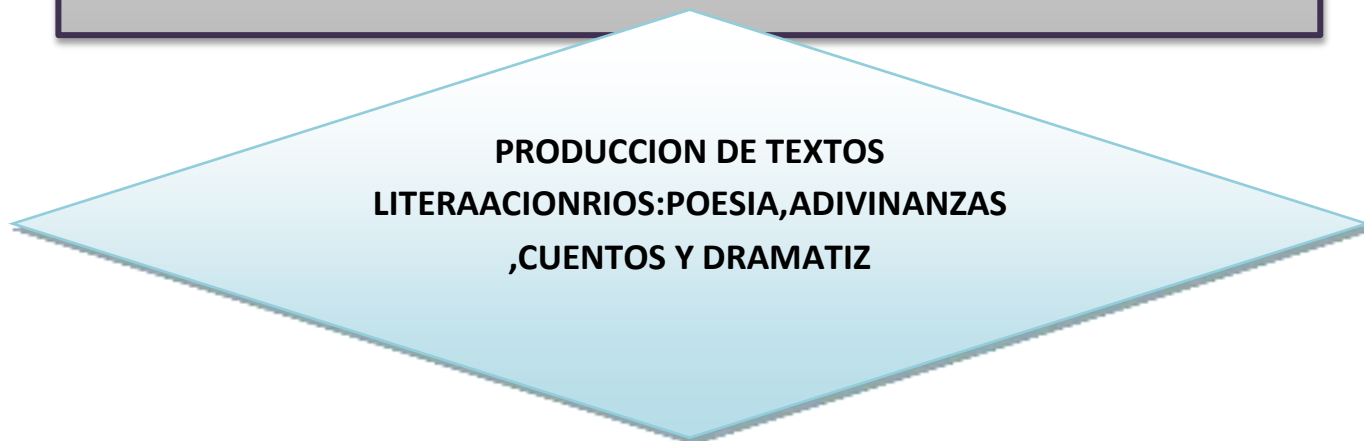 PRODUCCION DE TEXTOS
LITERAACIONRIOS:POESIA,ADIVINANZAS
,CUENTOS Y DRAMATIZ